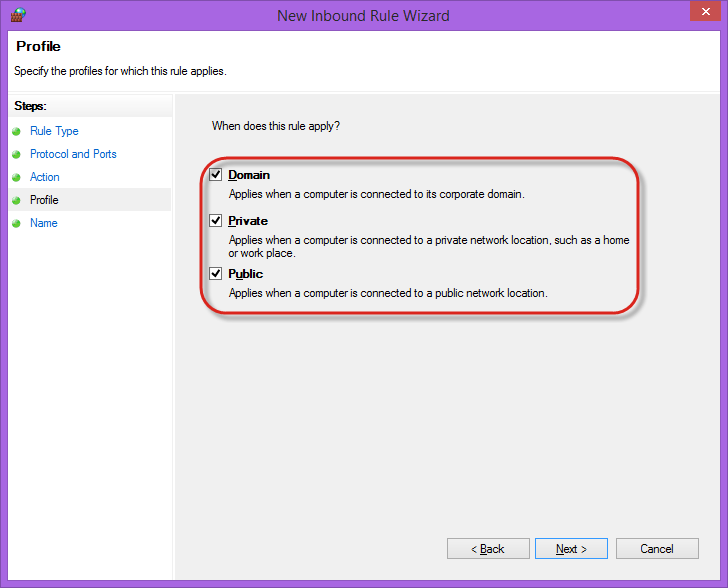 New Inbound Rule Wizard
Profile
Specify the profiles for which this rule applies.
Steps:
Rule Type
Protocol and Ports
Action
Profile
Name
When does this rule apply?
Domain
Applies when a computer is connected to its corporate domain.
Private
Applies when a computer is connected to a private network location, such as a home
or work place.
Public
Applies when a computer is connected to a public network location.
< Back
Next >
Cancel